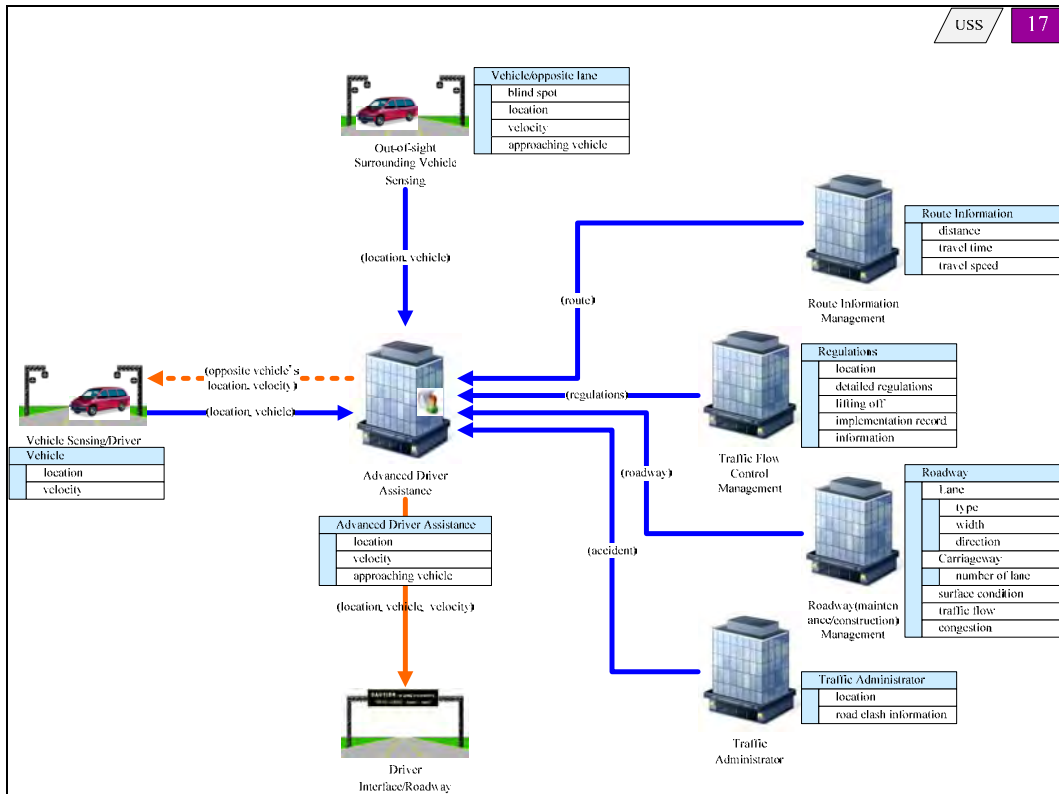 USS
17
Vehicle/opposite lane
blind spot
location
velocity
approaching vehicle
Out-of-sight
Surrounding Vehicle
Sensing
(location, vehicle)
Route Information
distance
travel time
travel speed
Route Information
Management
(route)
(opposite vehicle's
location, velocity)
(location, vehicle)
Vehicle Sensing/Driver
Vehicle
location
velocity
Advanced Driver
Assistance
(regulations)
Regulations
location
detailed regulations
lifting off
implementation record
information
Traffic Flow
Control
Management
(roadway)
Roadway
Lane
type
width
direction
Carriageway
number of lane
surface condition
traffic flow
congestion
Roadway(mainten
ance/construction)
Management
Advanced Driver Assistance
location
velocity
approaching vehicle
(location, vehicle, velocity)
(accident)
Traffic Administrator
location
road clash information
Traffic
Administrator
CAUTION
Driver
Interface/Roadway